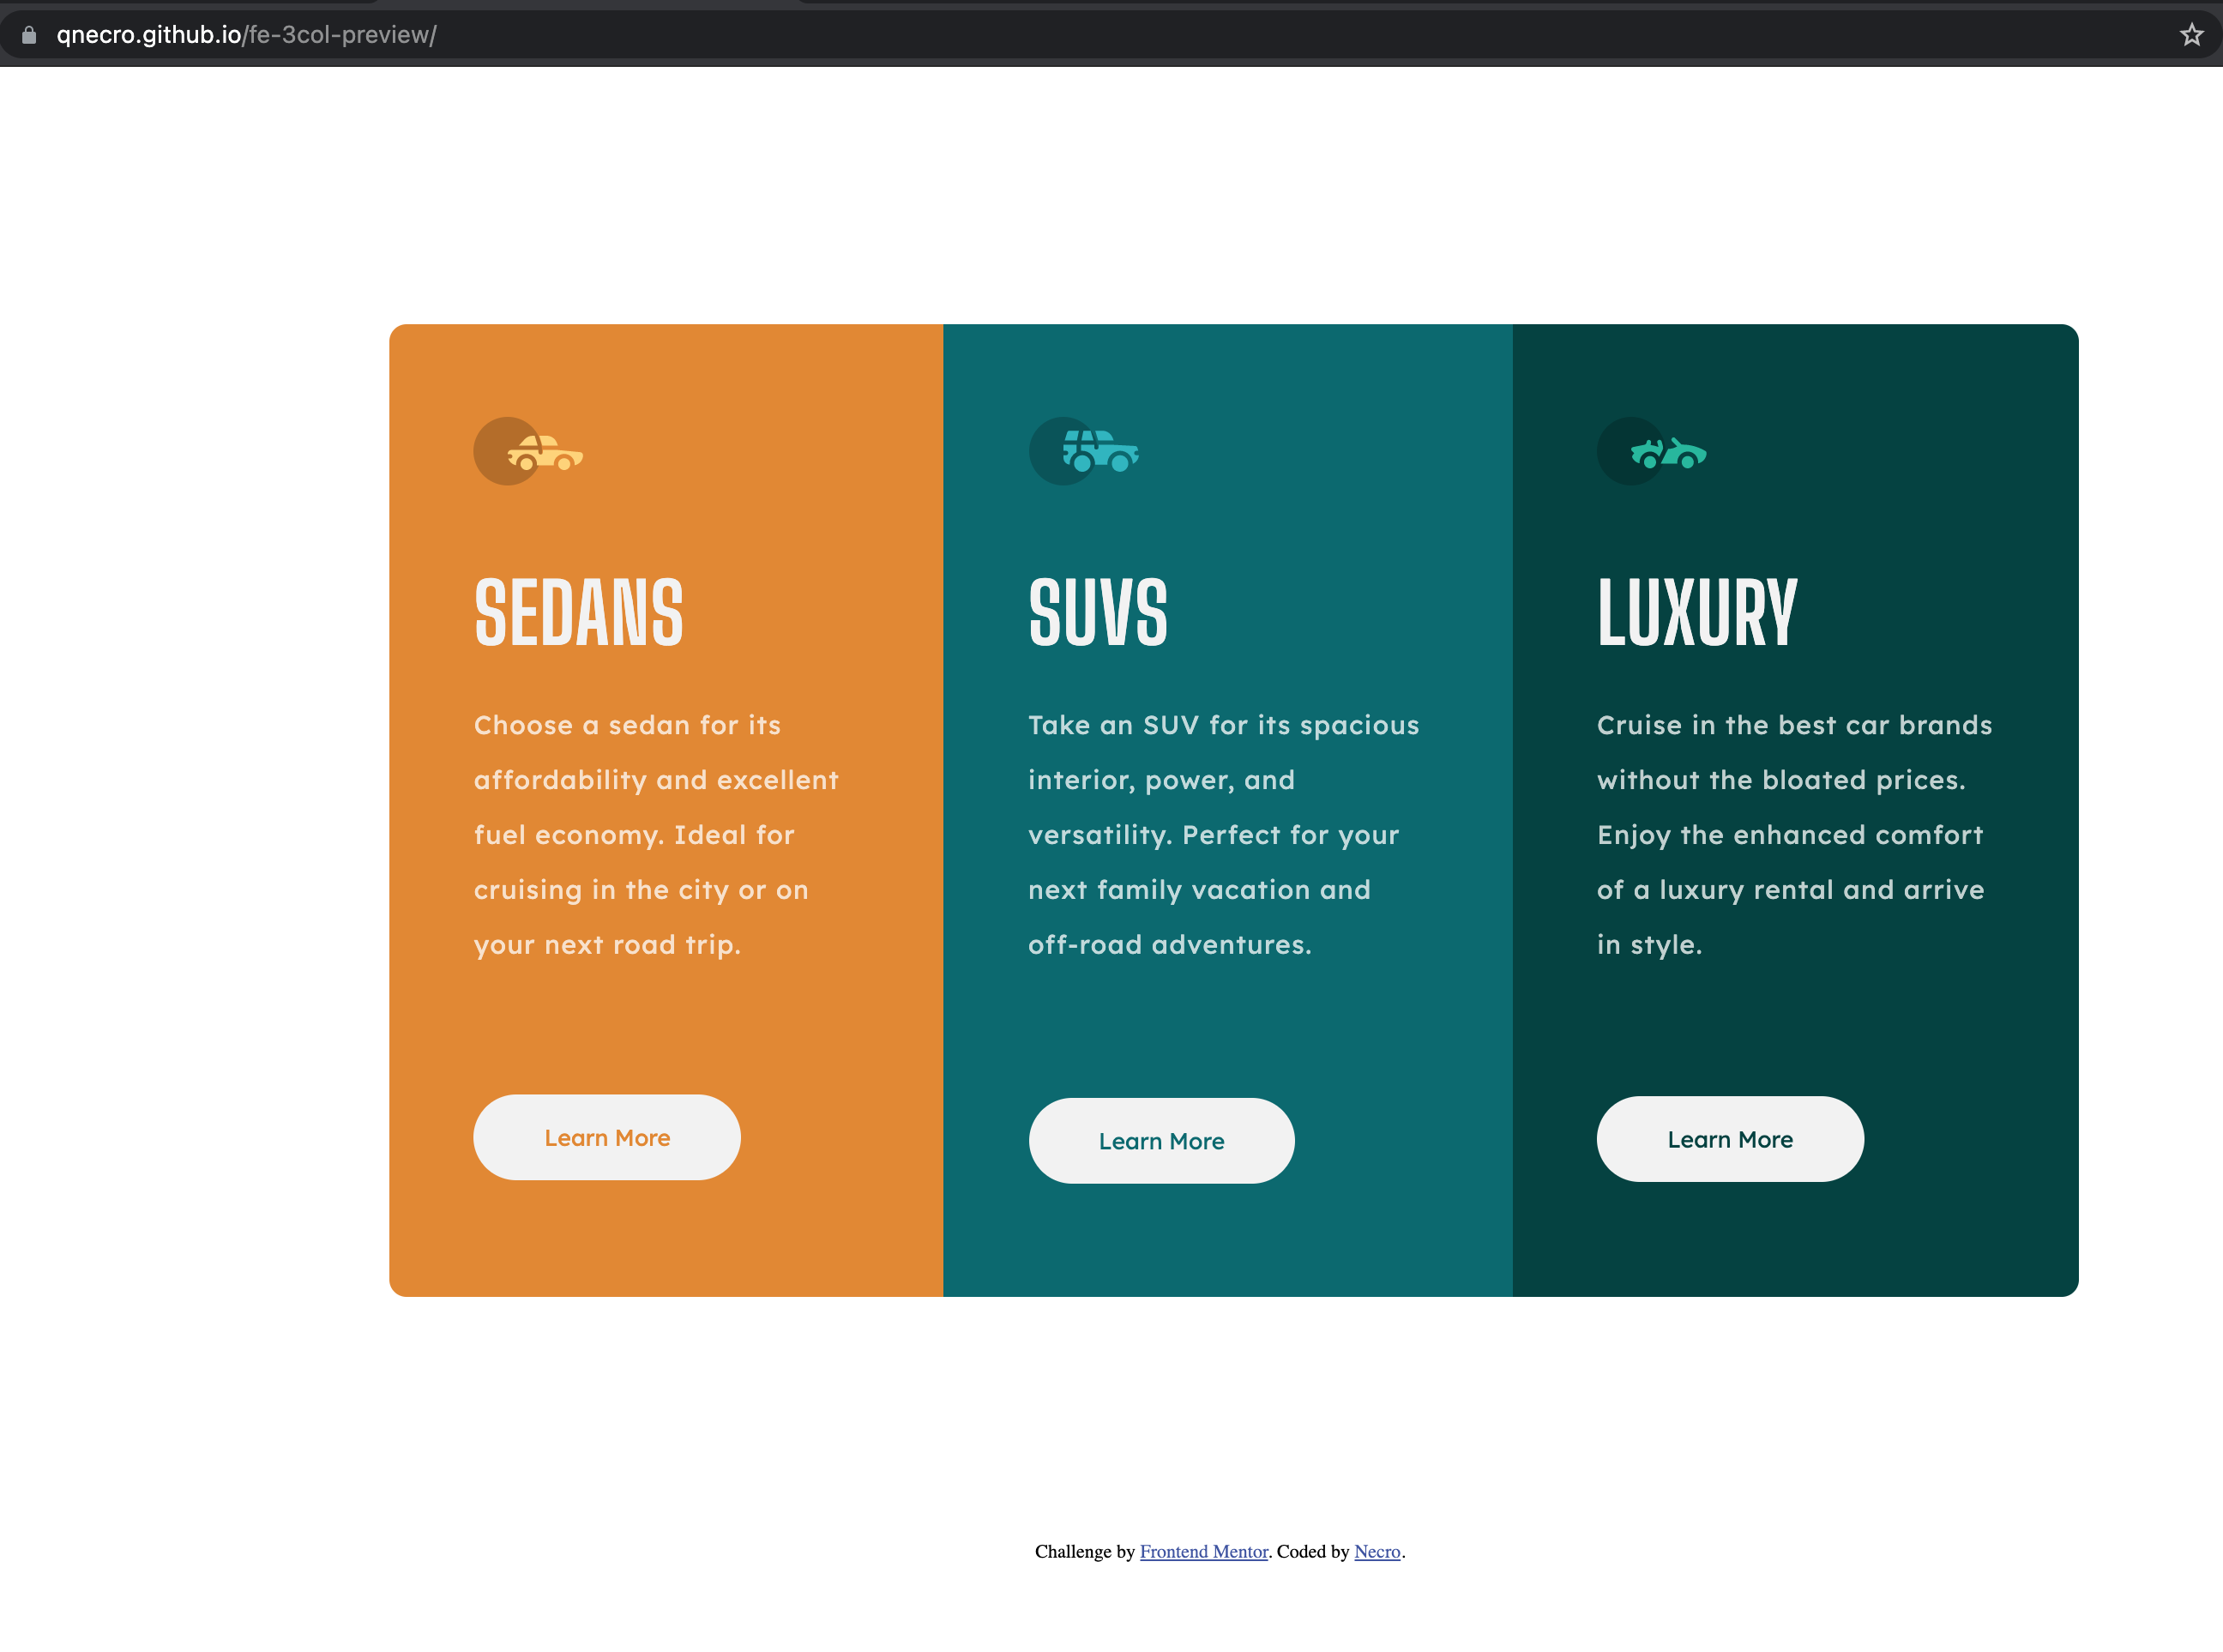 qnecro.github.io/fe-3col-preview/
SEDANS
Choose a sedan for its
affordability and excellent
fuel economy. Ideal for
cruising in the city or on
your next road trip.
Learn More
SUVS
Take an SUV for its spacious
interior, power, and
versatility. Perfect for your
next family vacation and
off-road adventures.
Learn More
LUXURY
Cruise in the best car brands
without the bloated prices.
Enjoy the enhanced comfort
of a luxury rental and arrive
in style.
Learn More
Challenge by Frontend Mentor. Coded by Necro.